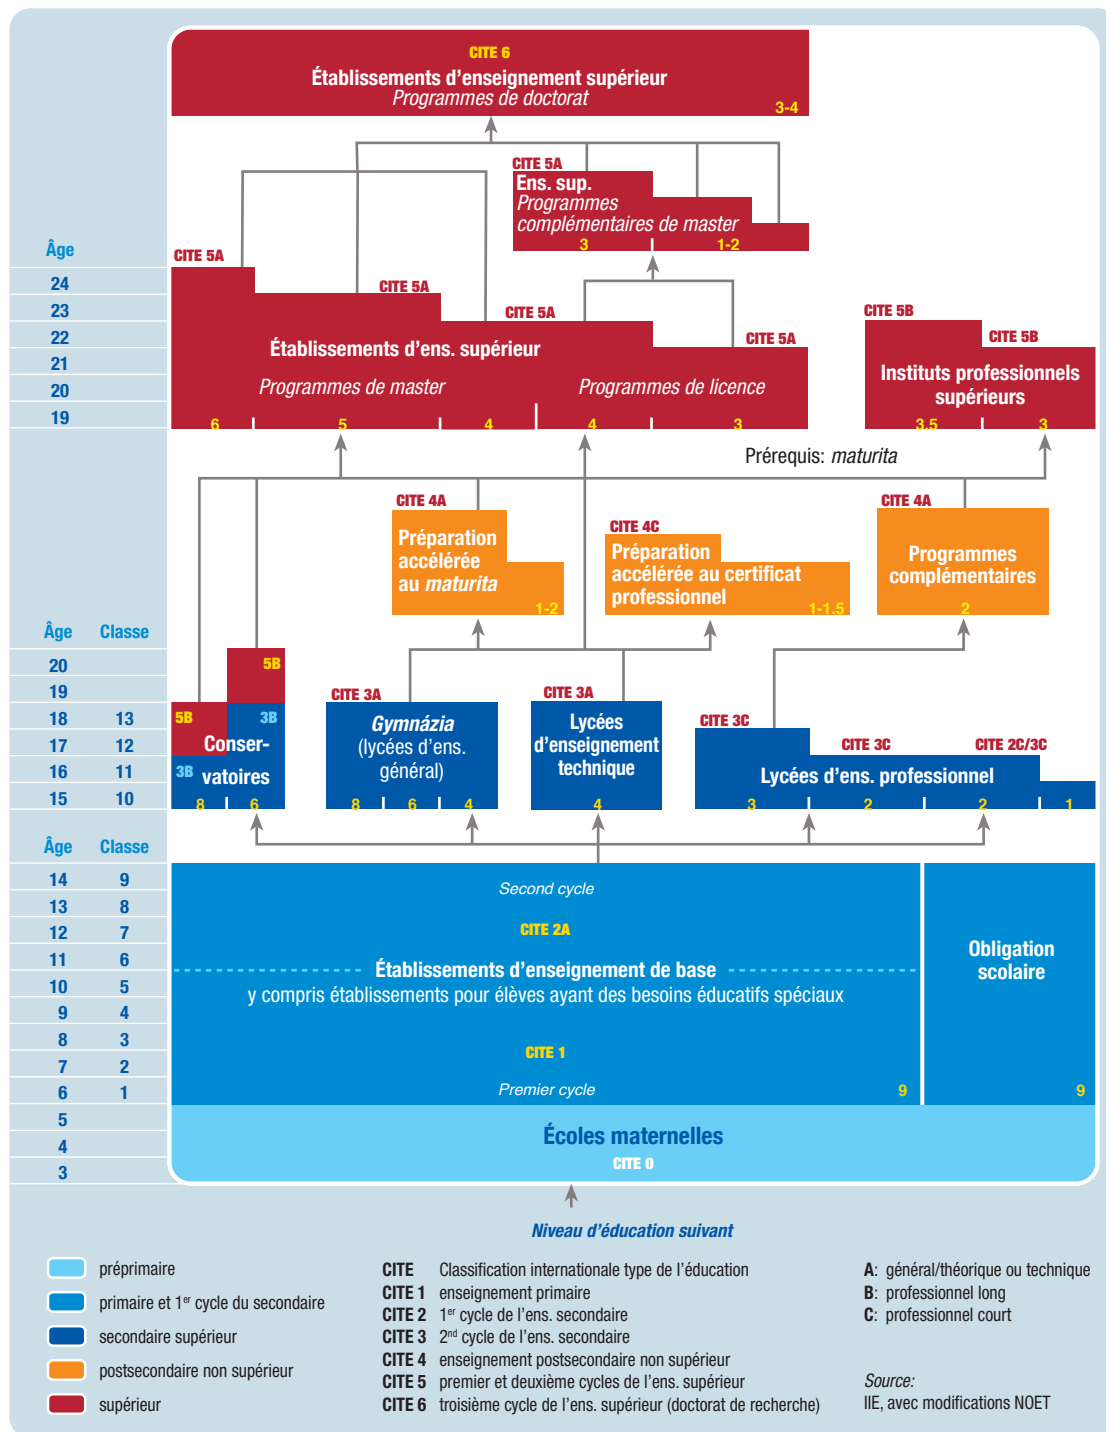 CITE 6
Établissements d'enseignement supérieur
Programmes de doctorat
3-4
CITE 5A
Ens. sup.
Programmes
complémentaires de master
3
1-2
Âge
CITE 5A
24
23
CITE 5A
22
CITE 5A
21
CITE 5A
20
19
Établissements d'ens. supérieur
Programmes de master
Programmes de licence
6
5
4
4
3
CITE 5B
CITE 5B
Instituts professionnels
supérieurs
3,5
3
Prérequis: maturita
CITE 4A
Préparation
accélérée
au maturita
1-2
CITE 4C
Préparation
accélérée au certificat
professionnel
1-1.5
CITE 4A
Programmes
complémentaires
2
Âge Classe
20
19
18 13
17 12
16 11
15 10
5B
5B
3B
3B
Conser-
vatoires
8
6
CITE 3A
Gymnázia
(lycées d'ens.
général)
8
6
4
CITE 3A
Lycées
d'enseignement
technique
4
CITE 3C
CITE 3C
CITE 2C/3C
Lycées d'ens. professionnel
3
2
2
1
Âge Classe
14 9
13 8
12 7
11 6
10 5
9 4
8 3
7 2
6 1
5
4
3
Second cycle
CITE 2A
Établissements d'enseignement de base
y compris établissements pour élèves ayant des besoins éducatifs spéciaux
CITE 1
Premier cycle
9
Obligation
scolaire
9
Écoles maternelles
CITE 0
Niveau d'éducation suivant
préprimaire
primaire et 1er cycle du secondaire
secondaire supérieur
postsecondaire non supérieur
supérieur
CITE Classification internationale type de l'éducation
CITE 1 enseignement primaire
CITE 2 1er cycle de l'ens. secondaire
CITE 3 2nd cycle de l'ens. secondaire
CITE 4 enseignement postsecondaire non supérieur
CITE 5 premier et deuxième cycles de l'ens. supérieur
CITE 6 troisième cycle de l'ens. supérieur (doctorat de recherche)
A: général/théorique ou technique
B: professionnel long
C: professionnel court
Source:
IIE, avec modifications NOET